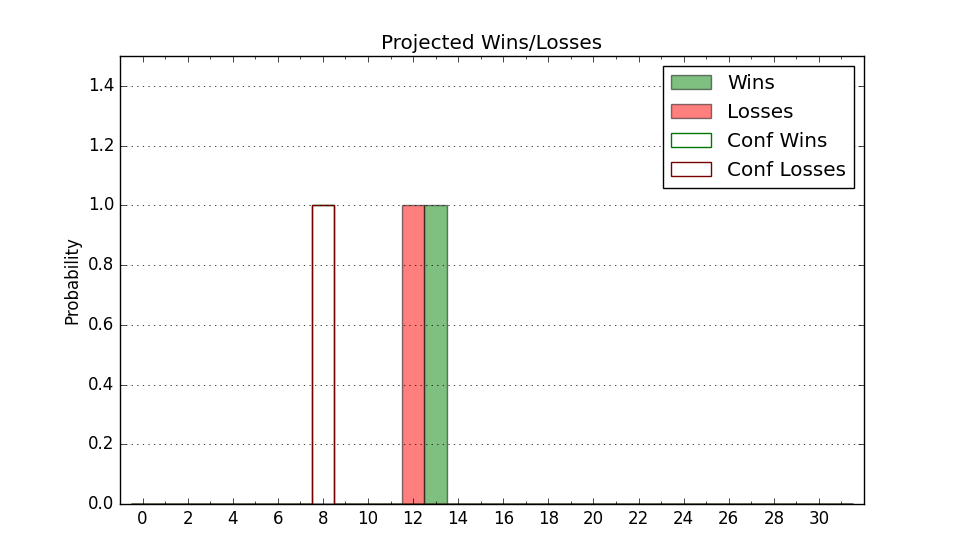 Projected Wins/Losses
Wins
Losses
Conf Wins
Conf Losses
Probability
1.4
1.2
1.0
0.8
0.6
0.4
0.2
0.0
0 2 4 6 8 10 12 14 16 18 20 22 24 26 28 30